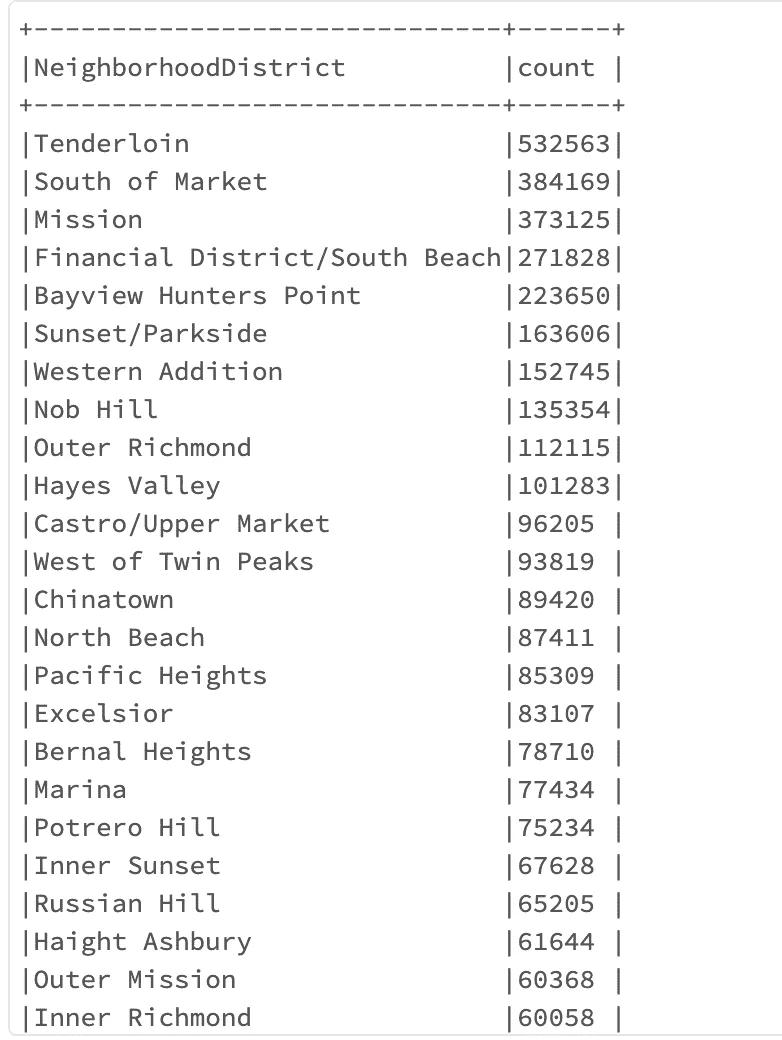 +------------------------------+------+
|NeighborhoodDistrict          |count |
+------------------------------+------+
|Tenderloin                    |532563|
|South of Market               |384169|
|Mission                       |373125|
|Financial District/South Beach|271828|
|Bayview Hunters Point         |223650|
|Sunset/Parkside               |163606|
|Western Addition              |152745|
|Nob Hill                      |135354|
|Outer Richmond                |112115|
|Hayes Valley                  |101283|
|Castro/Upper Market           |96205 |
|West of Twin Peaks            |93819 |
|Chinatown                     |89420 |
|North Beach                   |87411 |
|Pacific Heights               |85309 |
|Excelsior                     |83107 |
|Bernal Heights                |78710 |
|Marina                        |77434 |
|Potrero Hill                  |75234 |
|Inner Sunset                  |67628 |
|Russian Hill                  |65205 |
|Haight Ashbury                |61644 |
|Outer Mission                 |60368 |
|Inner Richmond                |60058 |